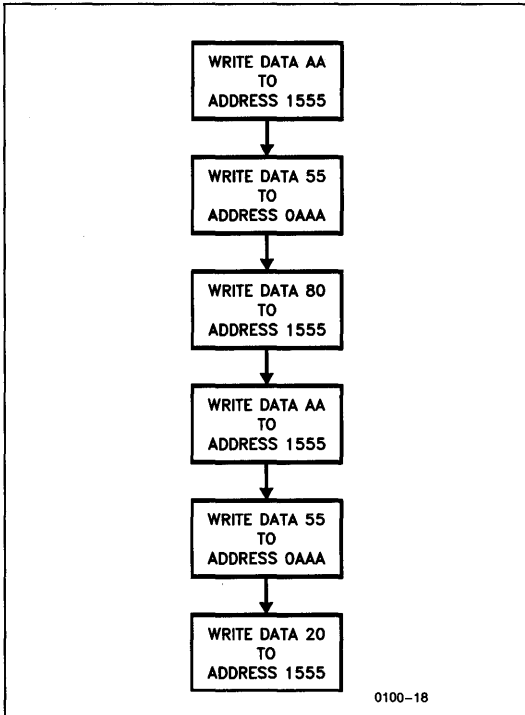 WRITE DATA AA
TO
ADDRESS 1555
WRITE DATA 55
TO
ADDRESS 0AAA
WRITE DATA 80
TO
ADDRESS 1555
WRITE DATA AA
TO
ADDRESS 1555
WRITE DATA 55
TO
ADDRESS 0AAA
WRITE DATA 20
TO
ADDRESS 1555
0100–18